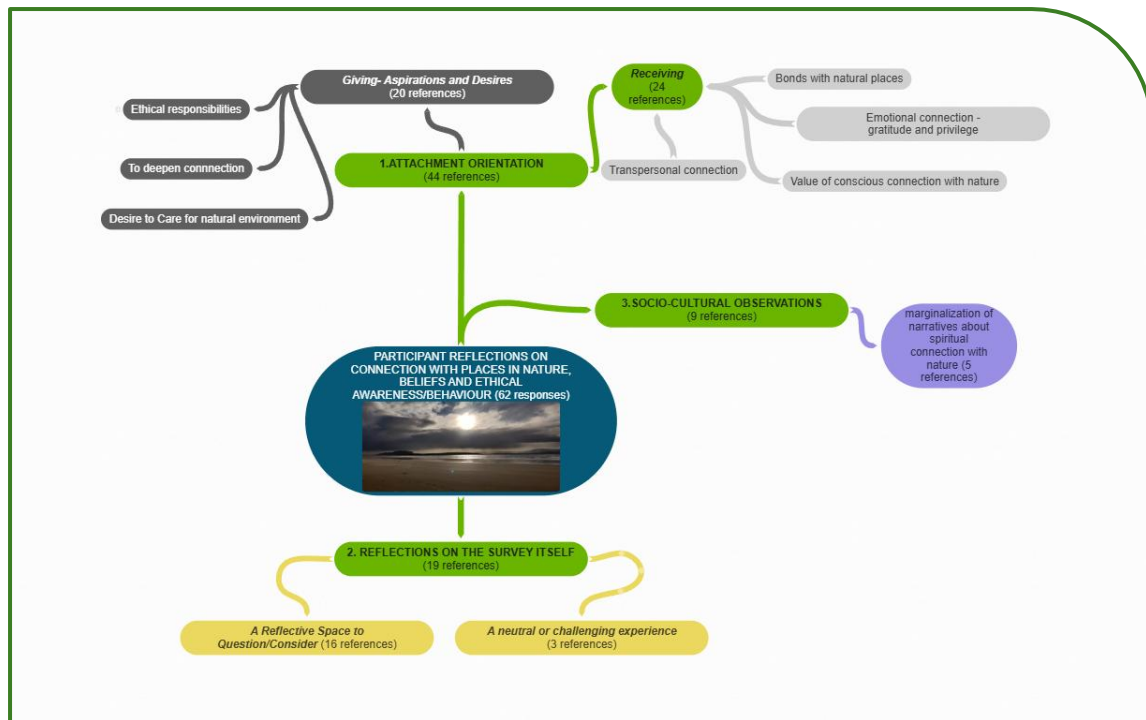 Giving- Aspirations and Desires
(20 references)
Ethical responsibilities
To deepen connnection
Desire to Care for natural environment
1.ATTACHMENT ORIENTATION
(44 references)
Receiving
(24
references)
Transpersonal connection
Bonds with natural places
Emotional connection -
gratitude and privilege
Value of conscious connection with nature
3.SOCIO-CULTURAL OBSERVATIONS
(9 references)
marginalization of
narratives about
spiritual
connection with
nature (5
references)
PARTICIPANT REFLECTIONS ON
CONNECTION WITH PLACES IN NATURE,
BELIEFS AND ETHICAL
AWARENESS/BEHAVIOUR (62 responses)
2. REFLECTIONS ON THE SURVEY ITSELF
(19 references)
A Reflective Space to
Question/Consider (16 references)
A neutral or challenging experience
(3 references)